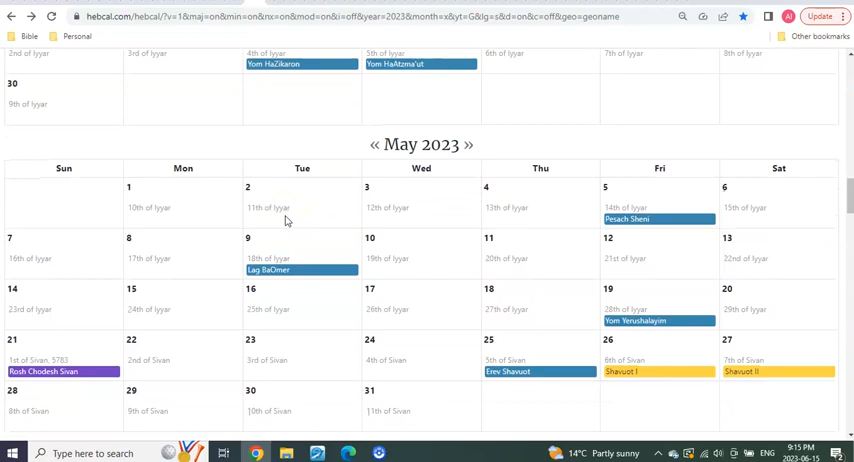 hebcal.com/hebcal/?v=1&maj=on&min=on&nx=on&mod=on&i=off&year=2023&month=x&yt=G&lg=s&d=on&c=off&geo=geoname
Update
Bible Personal Other bookmarks
2nd of Iyyar 3rd of Iyyar 4th of Iyyar 5th of Iyyar 6th of Iyyar 7th of Iyyar 8th of Iyyar
Yom HaZikaron Yom HaAtzma'ut
30
9th of Iyyar
« May 2023 »
Sun Mon Tue Wed Thu Fri Sat
1 2 3 4 5 6
10th of Iyyar 11th of Iyyar 12th of Iyyar 13th of Iyyar 14th of Iyyar 15th of Iyyar
Pesach Sheni
7 8 9 10 11 12 13
16th of Iyyar 17th of Iyyar 18th of Iyyar 19th of Iyyar 20th of Iyyar 21st of Iyyar 22nd of Iyyar
Lag BaOmer
14 15 16 17 18 19 20
23rd of Iyyar 24th of Iyyar 25th of Iyyar 26th of Iyyar 27th of Iyyar 28th of Iyyar 29th of Iyyar
Yom Yerushalayim
21 22 23 24 25 26 27
1st of Sivan, 5783 2nd of Sivan 3rd of Sivan 4th of Sivan 5th of Sivan 6th of Sivan 7th of Sivan
Rosh Chodesh Sivan Erev Shavuot Shavuot I Shavuot II
28 29 30 31
8th of Sivan 9th of Sivan 10th of Sivan 11th of Sivan
Type here to search 14°C Partly sunny ENG 9:15 PM
2023-06-15
2